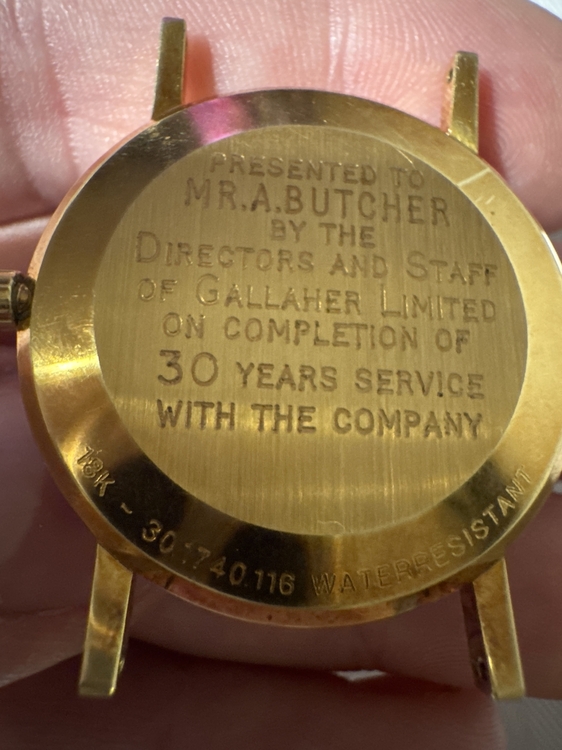 PRESENTED TO
MR.A.BUTCHER
BY THE
DIRECTORS AND STAFF
OF GALLAHER LIMITED
ON COMPLETION OF
30 YEARS SERVICE
WITH THE COMPANY
18K - 30.1740.116 WATERRESISTANT